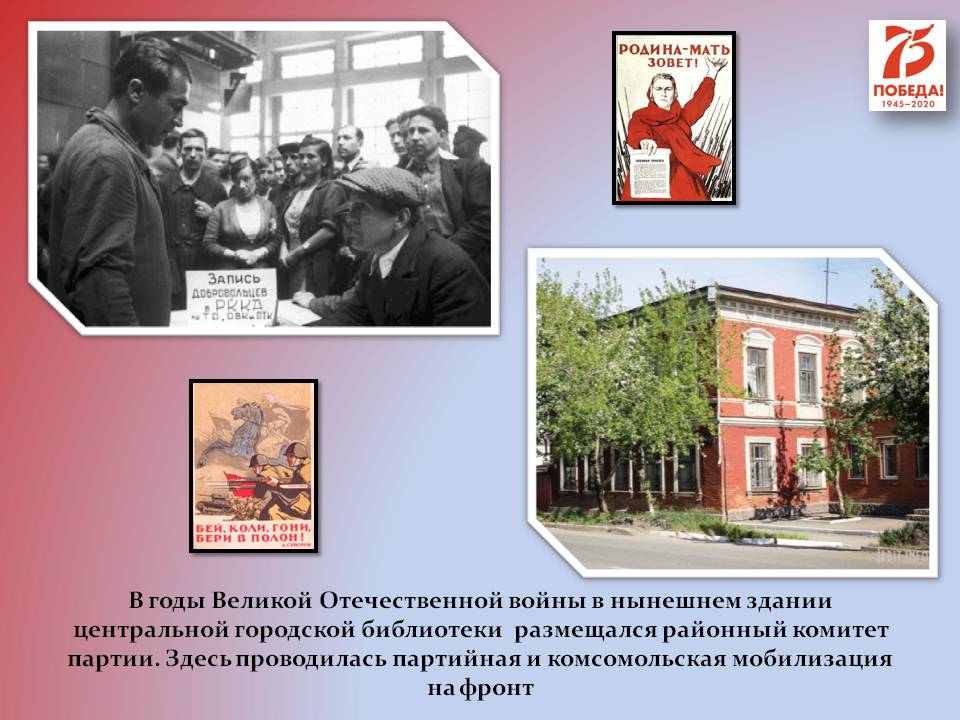 РОДИНА-МАТЬ
ЗОВЕТ!
75
ПОБЕДА!
1945–2020
Запись
добровольцев
в РККА
БЕЙ, КОЛИ, ГОНИ,
БЕРИ В ПОЛОН!
А. СУВОРОВ
В годы Великой Отечественной войны в нынешнем здании
центральной городской библиотеки размещался районный комитет
партии. Здесь проводилась партийная и комсомольская мобилизация
на фронт